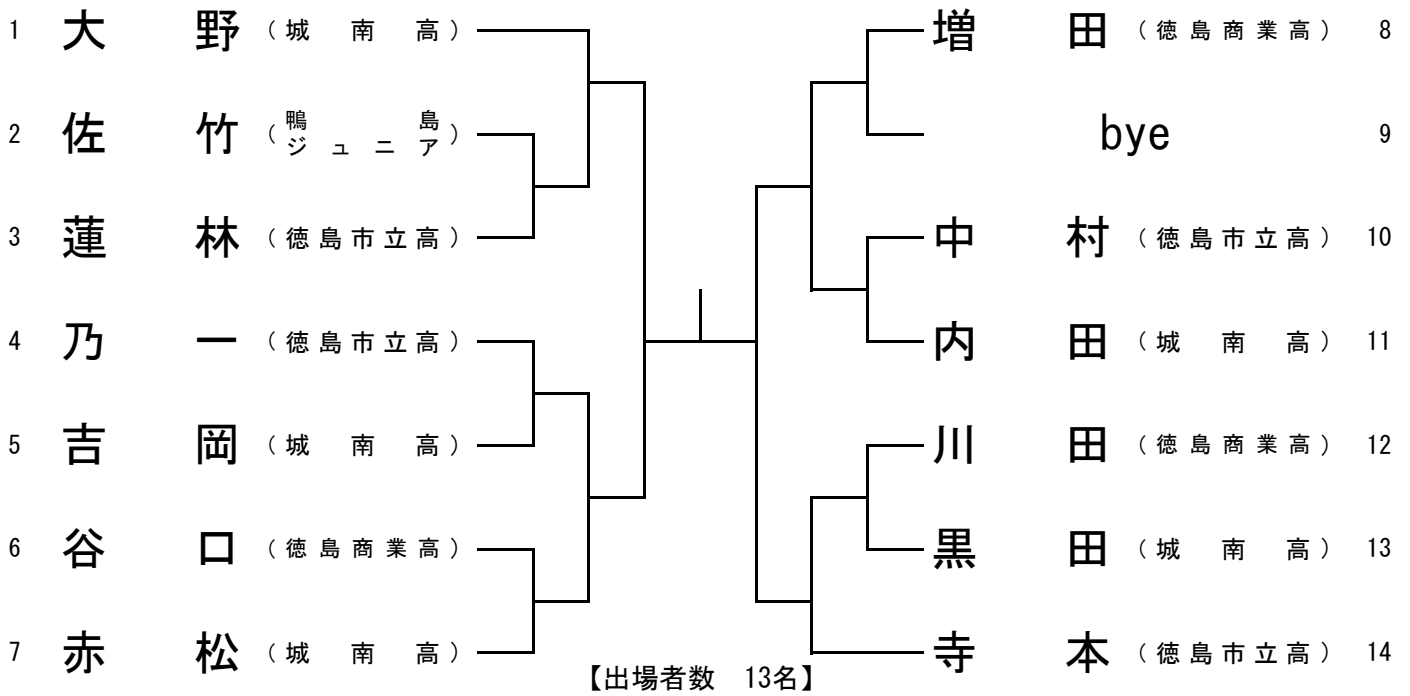 1 大野 (城南高)
2 佐竹 (鴨島ジュニア)
3 蓮林 (徳島市立高)
4 乃一 (徳島市立高)
5 吉岡 (城南高)
6 谷口 (徳島商業高)
7 赤松 (城南高)
増田 (徳島商業高) 8
bye 9
中村 (徳島市立高) 10
内田 (城南高) 11
川田 (徳島商業高) 12
黒田 (城南高) 13
寺本 (徳島市立高) 14
【出場者数 13名】